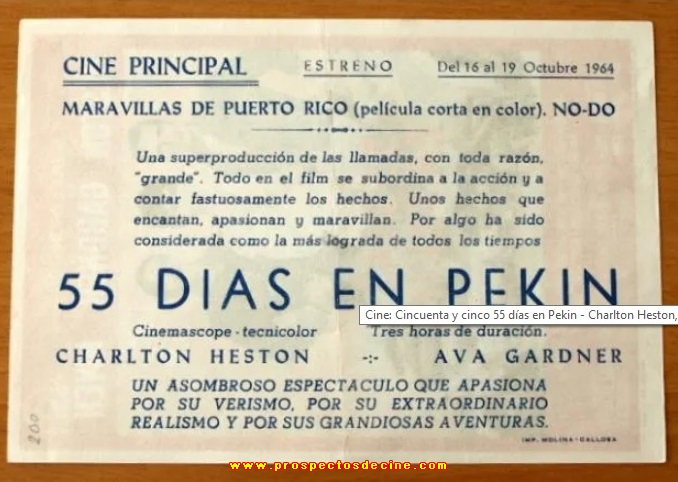 CINE PRINCIPAL ESTRENO Del 16 al 19 Octubre 1964
MARAVILLAS DE PUERTO RICO (película corta en color). NO-DO
Una superproducción de las llamadas, con toda razón,
"grande". Todo en el film se subordina a la acción y a
contar fastuosamente los hechos. Unos hechos que
encantan, apasionan y maravillan. Por algo ha sido
considerada como la más lograda de todos los tiempos
55 DIAS EN PEKIN
Cine: Cincuenta y cinco 55 días en Pekin - Charlton Heston,
Cinemascope - tecnicolor Tres horas de duración.
CHARLTON HESTON -:- AVA GARDNER
UN ASOMBROSO ESPECTACULO QUE APASIONA
POR SU VERISMO, POR SU EXTRAORDINARIO
REALISMO Y POR SUS GRANDIOSAS AVENTURAS.
IMP. MOLINA-CALLOSA
200
www.prospectosdecine.com